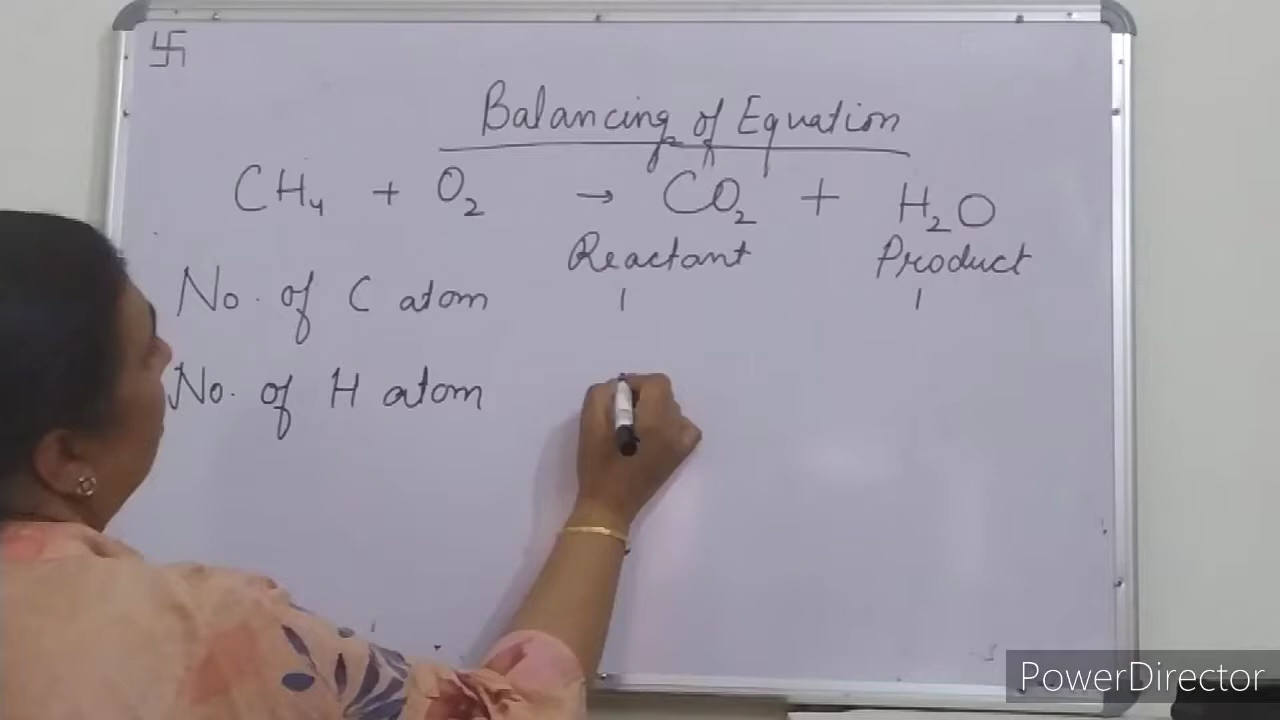 卐
Balancing of Equation
CH₄ + O₂ → CO₂ + H₂O
Reactant Product
No. of C atom 1 1
No. of H atom
PowerDirector